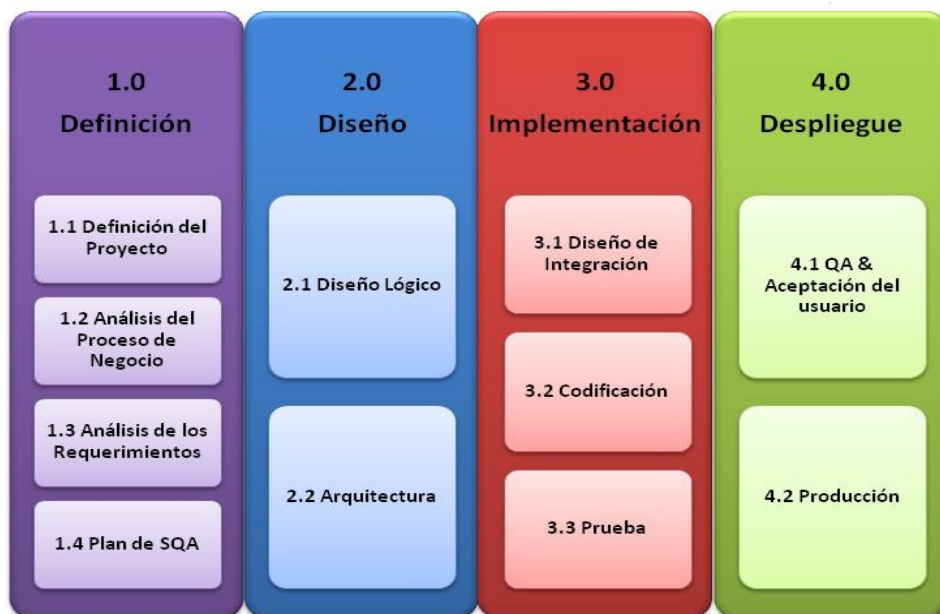 1.0
Definición
1.1 Definición del
Proyecto
1.2 Análisis del
Proceso de
Negocio
1.3 Análisis de los
Requerimientos
1.4 Plan de SQA
2.0
Diseño
2.1 Diseño Lógico
2.2 Arquitectura
3.0
Implementación
3.1 Diseño de
Integración
3.2 Codificación
3.3 Prueba
4.0
Despliegue
4.1 QA &
Aceptación del
usuario
4.2 Producción